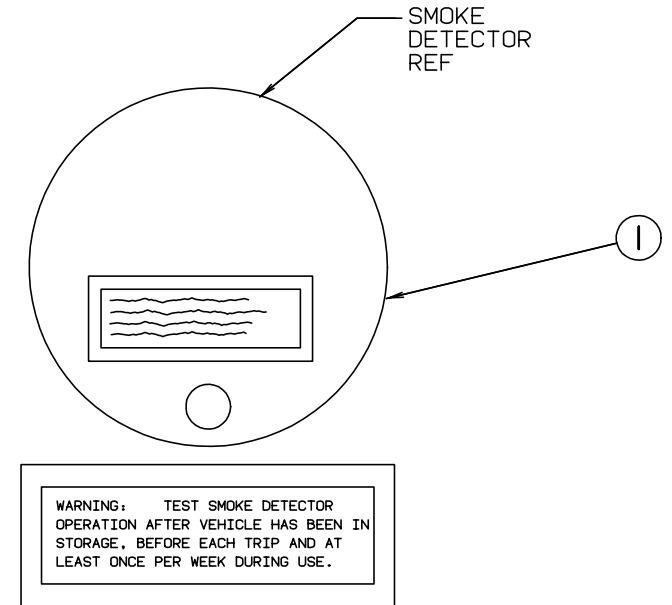 SMOKE
DETECTOR
REF
1
WARNING: TEST SMOKE DETECTOR
OPERATION AFTER VEHICLE HAS BEEN IN
STORAGE, BEFORE EACH TRIP AND AT
LEAST ONCE PER WEEK DURING USE.